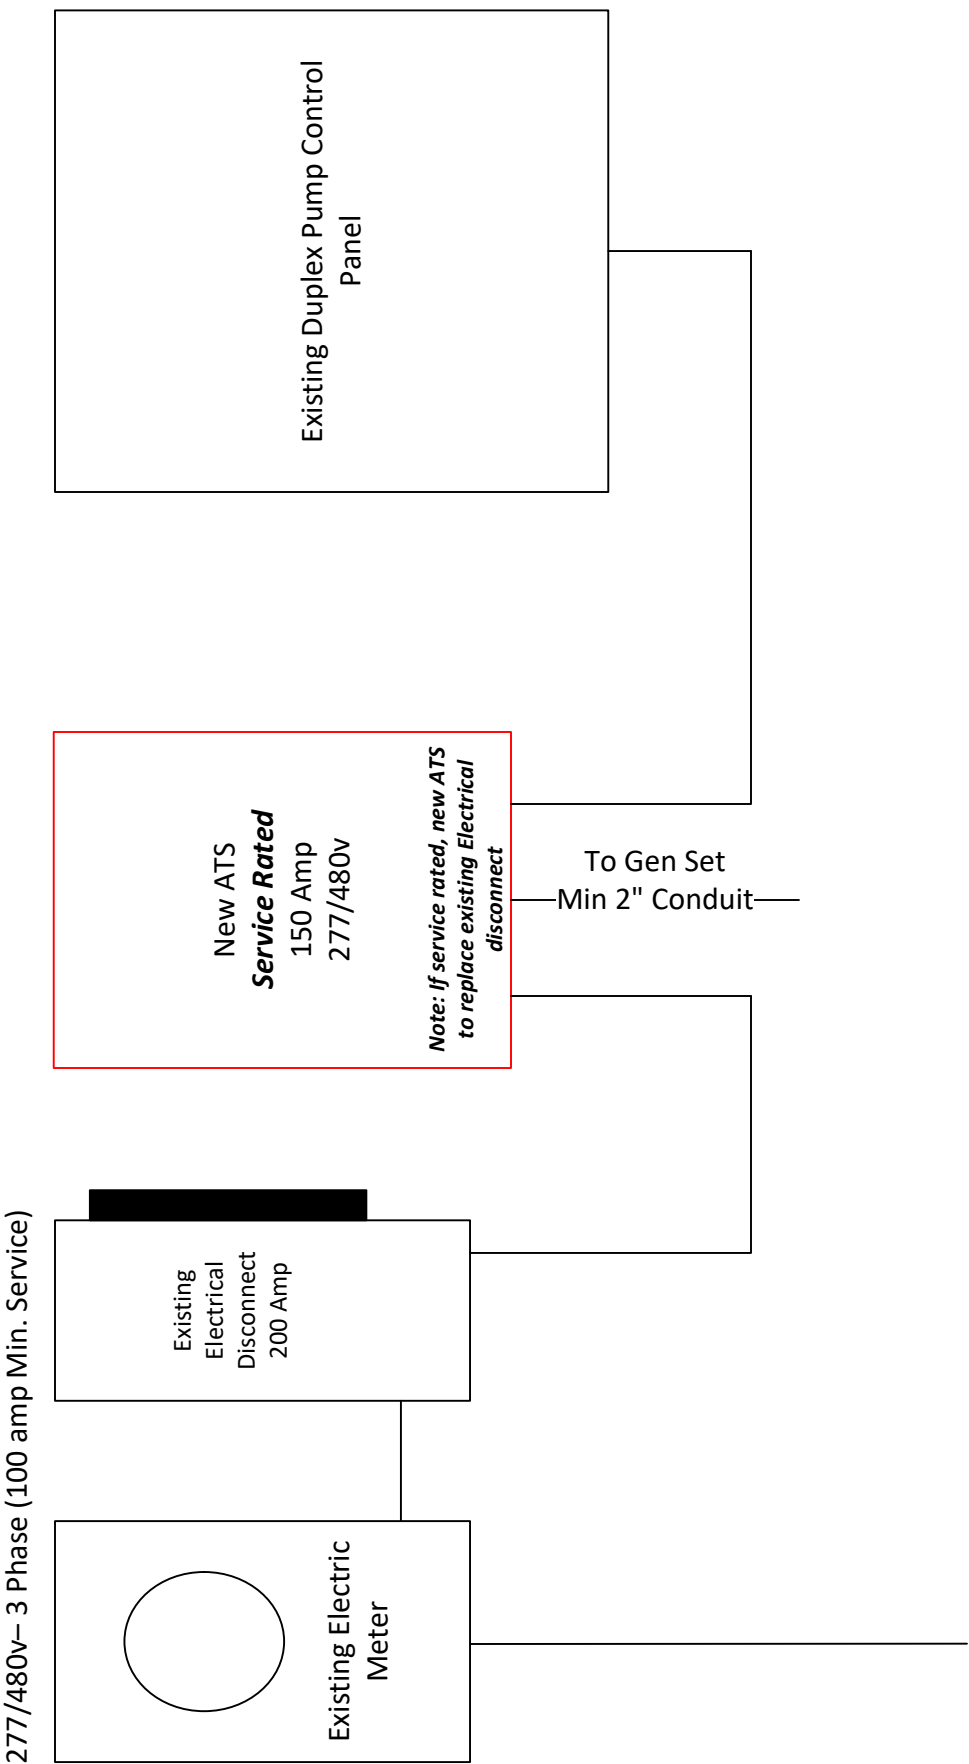 277/480v– 3 Phase (100 amp Min. Service)
Existing Electric
Meter
Existing
Electrical
Disconnect
200 Amp
New ATS
Service Rated
150 Amp
277/480v
Note: If service rated, new ATS
to replace existing Electrical
disconnect
To Gen Set
Min 2" Conduit
Existing Duplex Pump Control
Panel